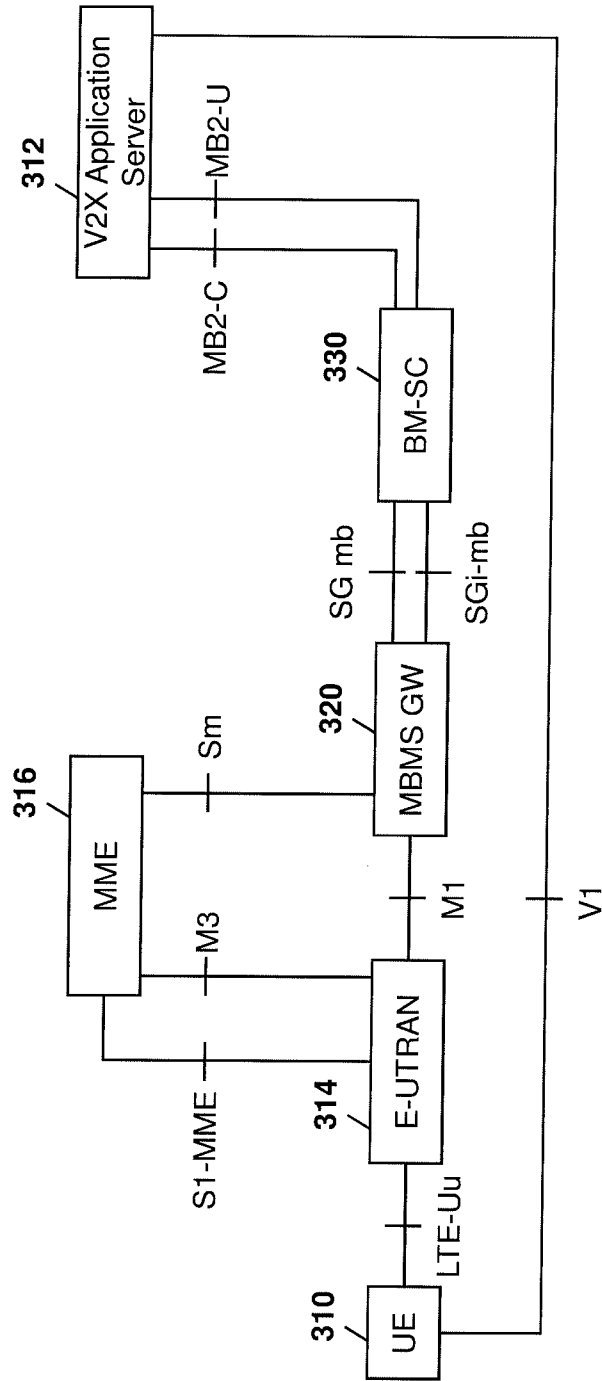 316
MME
312
V2X Application
Server
S1-MME
M3
Sm
MB2-C
MB2-U
310
UE
LTE-Uu
314
E-UTRAN
M1
320
MBMS GW
SG mb
SGi-mb
330
BM-SC
V1